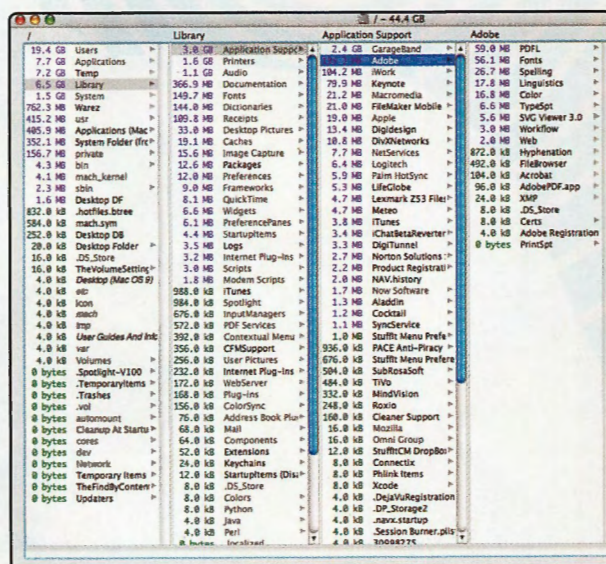 / - 44.4 GB
/
19.4 GB Users
7.7 GB Applications
7.2 GB Temp
6.5 GB Library
1.5 GB System
762.3 MB Warez
415.2 MB usr
405.9 MB Applications (Mac
352.1 MB System Folder (fro
156.7 MB private
4.3 MB bin
4.1 MB mach_kernel
2.3 MB sbin
1.6 MB Desktop DF
832.0 kB .hotfiles.btree
584.0 kB mach.sym
252.0 kB Desktop DB
20.0 kB Desktop Folder
16.0 kB .DS_Store
16.0 kB TheVolumeSetting
4.0 kB Desktop (Mac OS 9)
4.0 kB etc
4.0 kB Icon
4.0 kB mach
4.0 kB tmp
4.0 kB User Guides And Info
4.0 kB var
4.0 kB Volumes
0 bytes .Spotlight-V100
0 bytes .TemporaryItems
0 bytes .Trashes
0 bytes .vol
0 bytes automount
0 bytes Cleanup At Startu
0 bytes cores
0 bytes dev
0 bytes Network
0 bytes Temporary Items
0 bytes TheFindByConten
0 bytes Updaters
Library
3.0 GB Application Suppo
1.6 GB Printers
1.1 GB Audio
366.9 MB Documentation
149.7 MB Fonts
144.0 MB Dictionaries
109.8 MB Receipts
33.0 MB Desktop Pictures
19.1 MB Caches
15.6 MB Image Capture
12.6 MB Packages
12.0 MB Preferences
9.0 MB Frameworks
8.1 MB QuickTime
6.6 MB Widgets
6.1 MB PreferencePanes
4.4 MB StartupItems
3.5 MB Logs
3.2 MB Internet Plug-Ins
3.0 MB Scripts
1.8 MB Modem Scripts
988.0 kB iTunes
984.0 kB Spotlight
676.0 kB InputManagers
572.0 kB PDF Services
392.0 kB Contextual Menu
356.0 kB CFMSupport
256.0 kB User Pictures
232.0 kB Internet Plug-Ins
172.0 kB WebServer
168.0 kB Plug-ins
156.0 kB ColorSync
76.0 kB Address Book Plu
68.0 kB Mail
64.0 kB Components
52.0 kB Extensions
24.0 kB Keychains
12.0 kB StartupItems (Disa
8.0 kB .DS_Store
8.0 kB Colors
8.0 kB Python
4.0 kB Java
4.0 kB Perl
0 bytes .localized
Application Support
2.4 GB GarageBand
Adobe
104.2 MB iWork
79.9 MB Keynote
21.2 MB Macromedia
21.0 MB FileMaker Mobile
19.0 MB Apple
13.4 MB Digidesign
10.8 MB DivXNetworks
7.7 MB NetServices
6.4 MB Logitech
5.9 MB Palm HotSync
5.3 MB LifeGlobe
4.7 MB Lexmark Z53 Files
4.7 MB Meteo
3.8 MB iTunes
3.4 MB iChatBetaReverter
3.3 MB DigiTunnel
2.7 MB Norton Solutions
2.2 MB Product Registrati
2.0 MB NAV.history
1.7 MB Now Software
1.3 MB Aladdin
1.2 MB Cocktail
1.1 MB SyncService
1.0 MB StuffIt Menu Prefe
936.0 kB PACE Anti-Piracy
676.0 kB StuffIt Menu Prefere
504.0 kB SubRosaSoft
484.0 kB TiVo
332.0 kB MindVision
248.0 kB Roxio
160.0 kB Cleaner Support
16.0 kB Mozilla
16.0 kB Omni Group
12.0 kB StuffitCM DropBox
8.0 kB Connectix
8.0 kB Phlink Items
8.0 kB Xcode
4.0 kB .DejaVuRegistration
4.0 kB .DP_Storage2
4.0 kB .navx.startup
4.0 kB .Session Burner.plis
4.0 kB 30998275
Adobe
59.0 MB PDFL
56.1 MB Fonts
26.7 MB Spelling
17.8 MB Linguistics
16.8 MB Color
6.6 MB TypeSpt
5.6 MB SVG Viewer 3.0
3.0 MB Workflow
2.0 MB Web
872.0 kB Hyphenation
492.0 kB FileBrowser
104.0 kB Acrobat
96.0 kB AdobePDF.app
24.0 kB XMP
8.0 kB .DS_Store
8.0 kB Certs
4.0 kB Adobe Registration
0 bytes PrintSpt